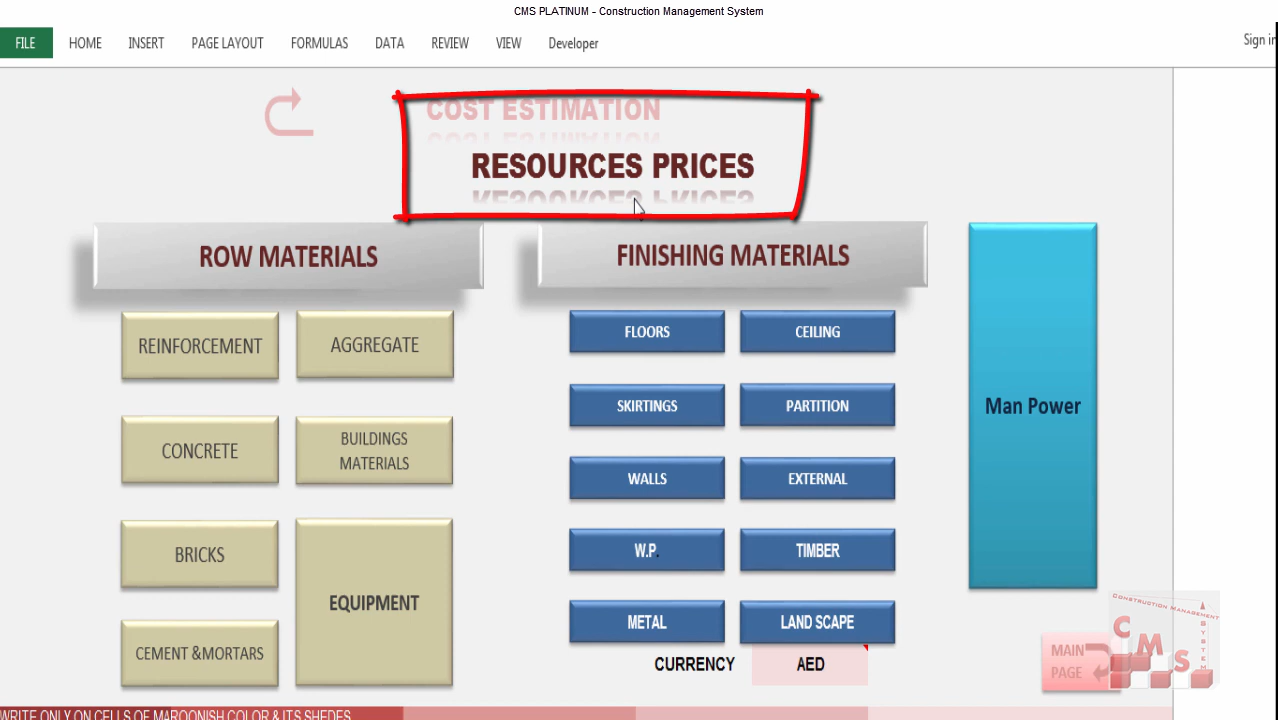 CMS PLATINUM - Construction Management System
FILE HOME INSERT PAGE LAYOUT FORMULAS DATA REVIEW VIEW Developer Sign in
COST ESTIMATION
RESOURCES PRICES
ROW MATERIALS
FINISHING MATERIALS
REINFORCEMENT
AGGREGATE
CONCRETE
BUILDINGS
MATERIALS
BRICKS
EQUIPMENT
CEMENT &MORTARS
FLOORS
CEILING
SKIRTINGS
PARTITION
WALLS
EXTERNAL
W.P.
TIMBER
METAL
LAND SCAPE
CURRENCY AED
Man Power
MAIN
PAGE
CONSTRUCTION MANAGEMENT
SYSTEM
CMS
WRITE ONLY ON CELLS OF MAROONISH COLOR & ITS SHEDES